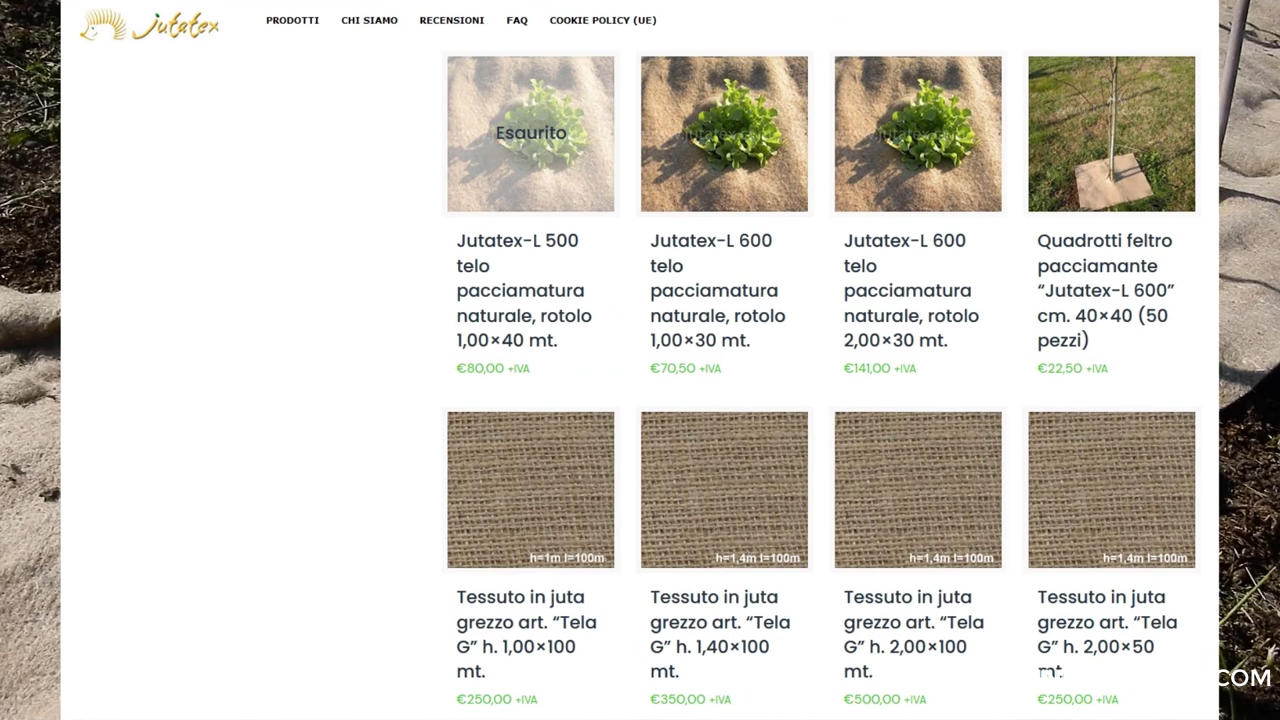 jutatex
PRODOTTI CHI SIAMO RECENSIONI FAQ COOKIE POLICY (UE)
Esaurito
Jutatex-L 500
telo
pacciamatura
naturale, rotolo
1,00×40 mt.
€80,00 +IVA
Jutatex-L 600
telo
pacciamatura
naturale, rotolo
1,00×30 mt.
€70,50 +IVA
Jutatex-L 600
telo
pacciamatura
naturale, rotolo
2,00×30 mt.
€141,00 +IVA
Quadrotti feltro
pacciamante
“Jutatex-L 600”
cm. 40×40 (50
pezzi)
€22,50 +IVA
h=1m l=100m
Tessuto in juta
grezzo art. “Tela
G” h. 1,00×100
mt.
€250,00 +IVA
h=1,4m l=100m
Tessuto in juta
grezzo art. “Tela
G” h. 1,40×100
mt.
€350,00 +IVA
h=1,4m l=100m
Tessuto in juta
grezzo art. “Tela
G” h. 2,00×100
mt.
€500,00 +IVA
h=1,4m l=100m
Tessuto in juta
grezzo art. “Tela
G” h. 2,00×50
mt.
€250,00 +IVA
COM